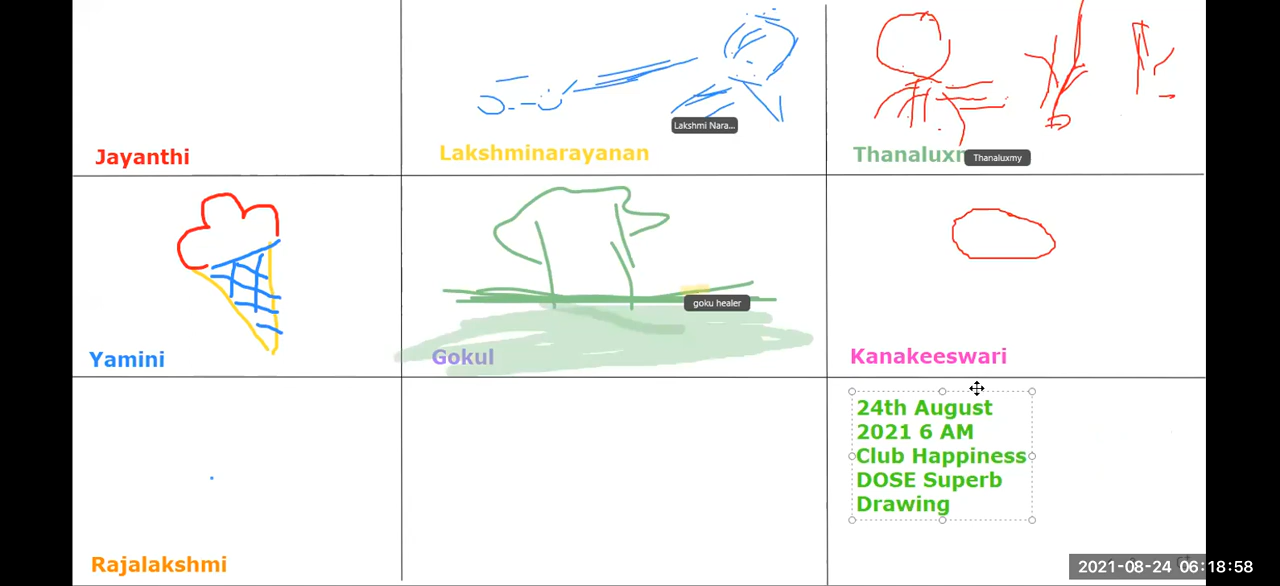 Jayanthi
Lakshminarayanan
Lakshmi Nara...
Thanaluxm
Thanaluxmy
Yamini
Gokul
goku healer
Kanakeeswari
Rajalakshmi
24th August
2021 6 AM
Club Happiness
DOSE Superb
Drawing
2021-08-24 06:18:58